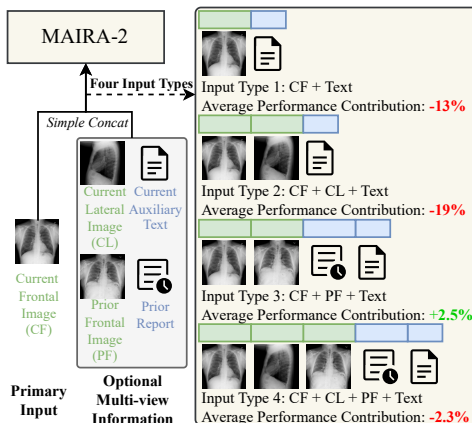 MAIRA-2
Four Input Types
Simple Concat
Current
Frontal
Image
(CF)
Primary
Input
Current
Lateral
Image
(CL)
Current
Auxiliary
Text
Prior
Frontal
Image
(PF)
Prior
Report
Optional
Multi-view
Information
Input Type 1: CF + Text
Average Performance Contribution: -13%
Input Type 2: CF + CL + Text
Average Performance Contribution: -19%
Input Type 3: CF + PF + Text
Average Performance Contribution: +2.5%
Input Type 4: CF + CL + PF + Text
Average Performance Contribution: -2.3%